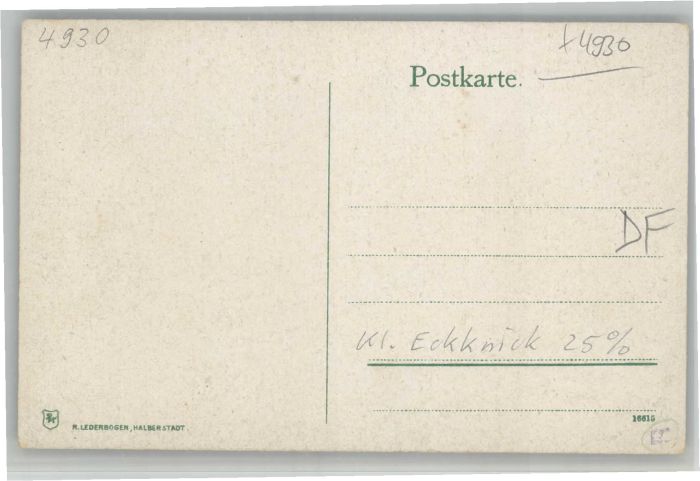 4930
4930
Postkarte.
DF
Kl. Eckknick 25%
R. LEDERBOGEN, HALBERSTADT
16615